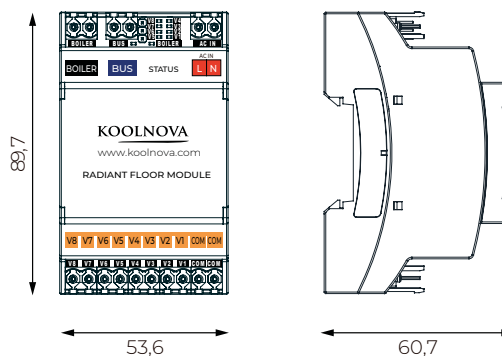 BOILER BUS BOILER AC IN
AC IN
BOILER BUS STATUS L N
KOOLNOVA
www.koolnova.com
RADIANT FLOOR MODULE
V8 V7 V6 V5 V4 V3 V2 V1 COM COM
V8 V7 V6 V5 V4 V3 V2 V1 COM COM
89,7
53,6
60,7